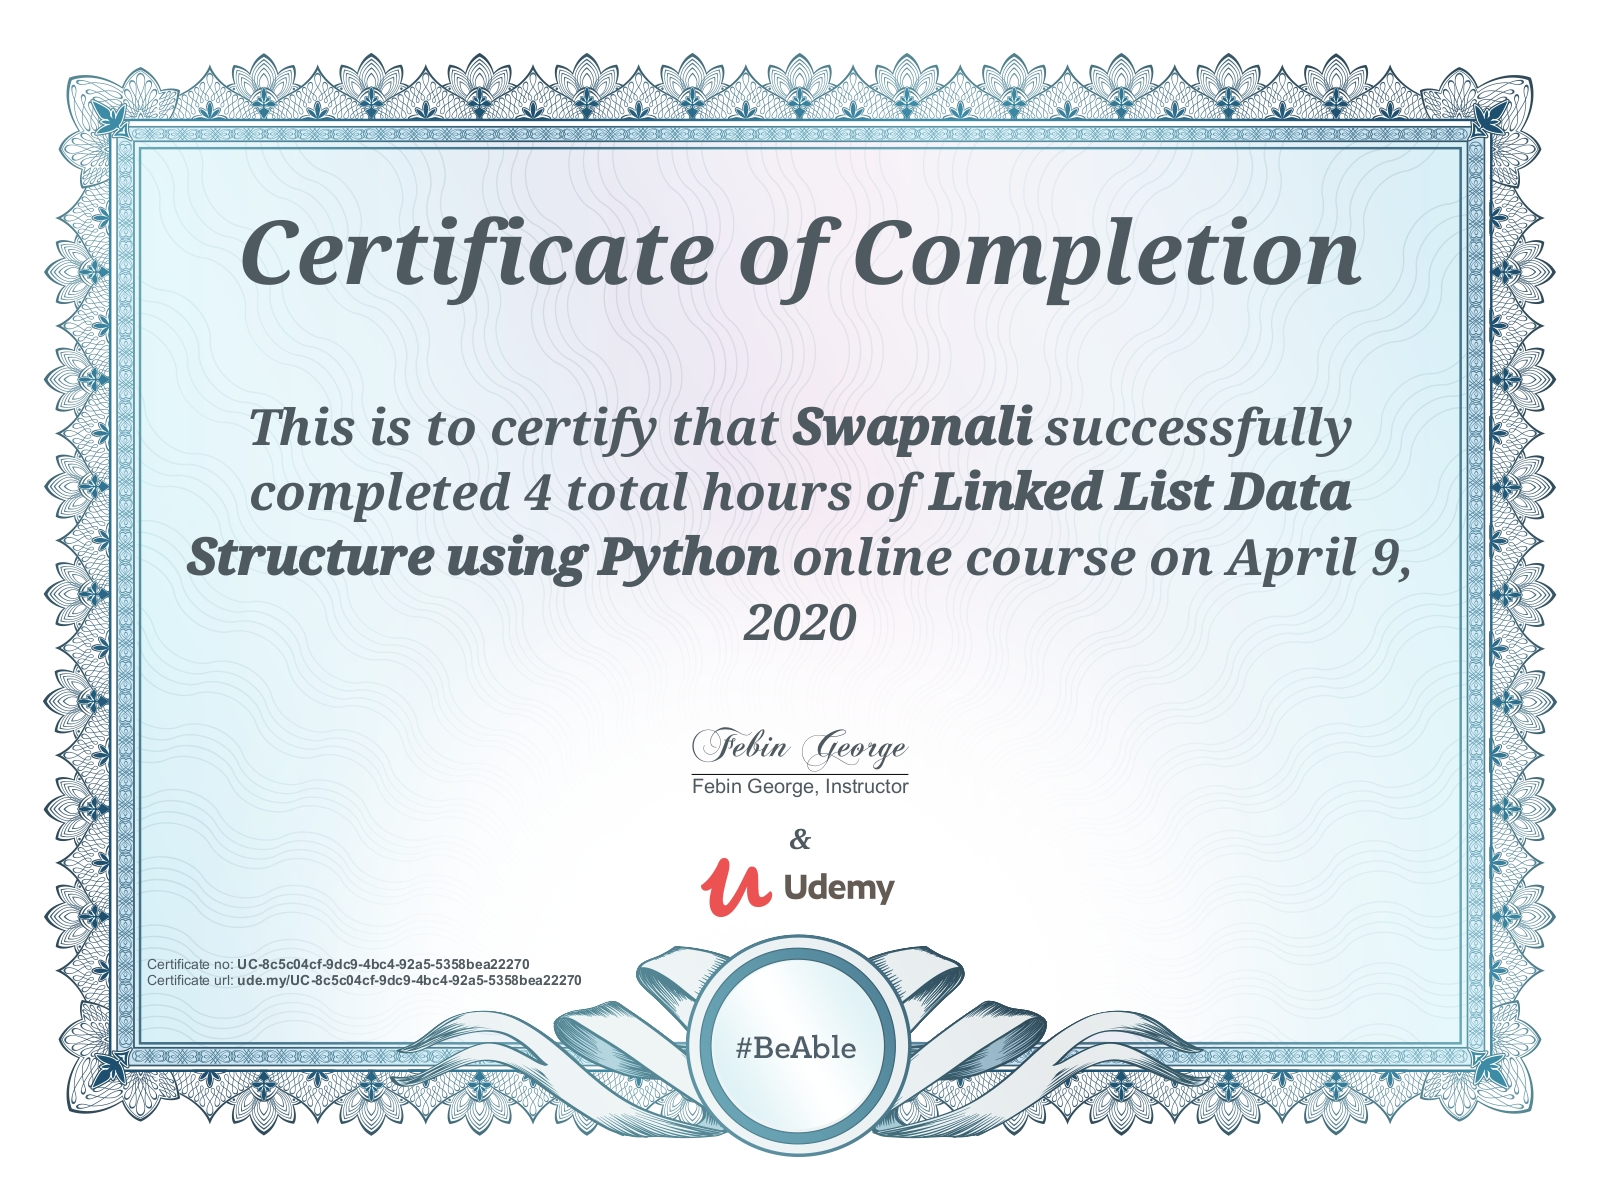 Certificate of Completion
This is to certify that Swapnali successfully
completed 4 total hours of Linked List Data
Structure using Python online course on April 9,
2020
Febin George
Febin George, Instructor
&
Udemy
Certificate no: UC-8c5c04cf-9dc9-4bc4-92a5-5358bea22270
Certificate url: ude.my/UC-8c5c04cf-9dc9-4bc4-92a5-5358bea22270
#BeAble